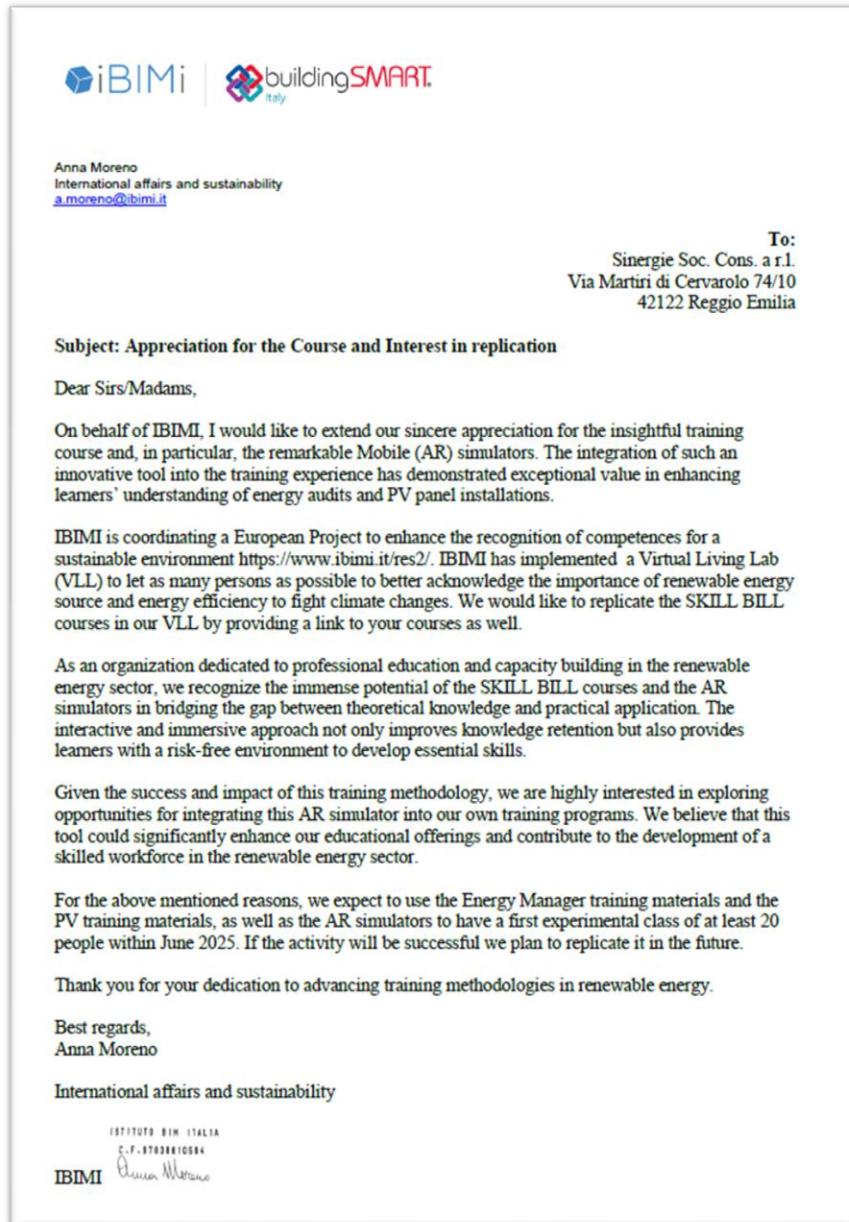 iBIMi
buildingSMART®
Italy
Anna Moreno
International affairs and sustainability
a.moreno@ibimi.it
To:
Sinergie Soc. Cons. a r.l.
Via Martiri di Cervarolo 74/10
42122 Reggio Emilia
Subject: Appreciation for the Course and Interest in replication
Dear Sirs/Madams,
On behalf of IBIMI, I would like to extend our sincere appreciation for the insightful training
course and, in particular, the remarkable Mobile (AR) simulators. The integration of such an
innovative tool into the training experience has demonstrated exceptional value in enhancing
learners’ understanding of energy audits and PV panel installations.
IBIMI is coordinating a European Project to enhance the recognition of competences for a
sustainable environment https://www.ibimi.it/res2/. IBIMI has implemented a Virtual Living Lab
(VLL) to let as many persons as possible to better acknowledge the importance of renewable energy
source and energy efficiency to fight climate changes. We would like to replicate the SKILL BILL
courses in our VLL by providing a link to your courses as well.
As an organization dedicated to professional education and capacity building in the renewable
energy sector, we recognize the immense potential of the SKILL BILL courses and the AR
simulators in bridging the gap between theoretical knowledge and practical application. The
interactive and immersive approach not only improves knowledge retention but also provides
learners with a risk-free environment to develop essential skills.
Given the success and impact of this training methodology, we are highly interested in exploring
opportunities for integrating this AR simulator into our own training programs. We believe that this
tool could significantly enhance our educational offerings and contribute to the development of a
skilled workforce in the renewable energy sector.
For the above mentioned reasons, we expect to use the Energy Manager training materials and the
PV training materials, as well as the AR simulators to have a first experimental class of at least 20
people within June 2025. If the activity will be successful we plan to replicate it in the future.
Thank you for your dedication to advancing training methodologies in renewable energy.
Best regards,
Anna Moreno
International affairs and sustainability
ISTITUTO BIM ITALIA
C.F.
IBIMI Anna Moreno